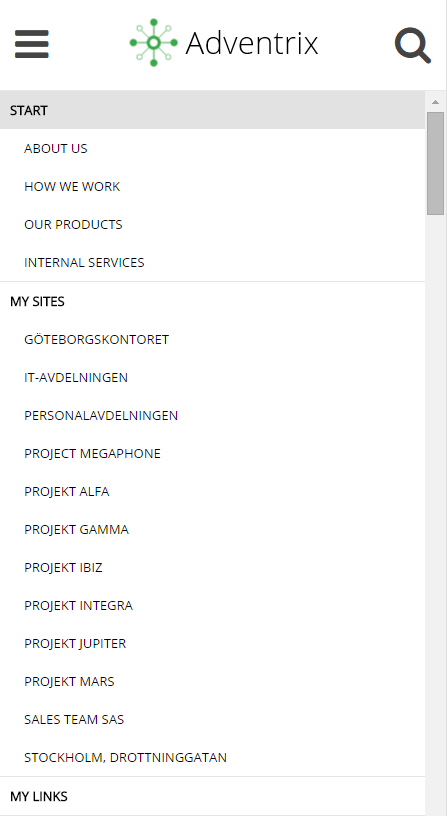 Adventrix
START
ABOUT US
HOW WE WORK
OUR PRODUCTS
INTERNAL SERVICES
MY SITES
GÖTEBORGSKONTORET
IT-AVDELNINGEN
PERSONALAVDELNINGEN
PROJECT MEGAPHONE
PROJEKT ALFA
PROJEKT GAMMA
PROJEKT IBIZ
PROJEKT INTEGRA
PROJEKT JUPITER
PROJEKT MARS
SALES TEAM SAS
STOCKHOLM, DROTTNINGGATAN
MY LINKS